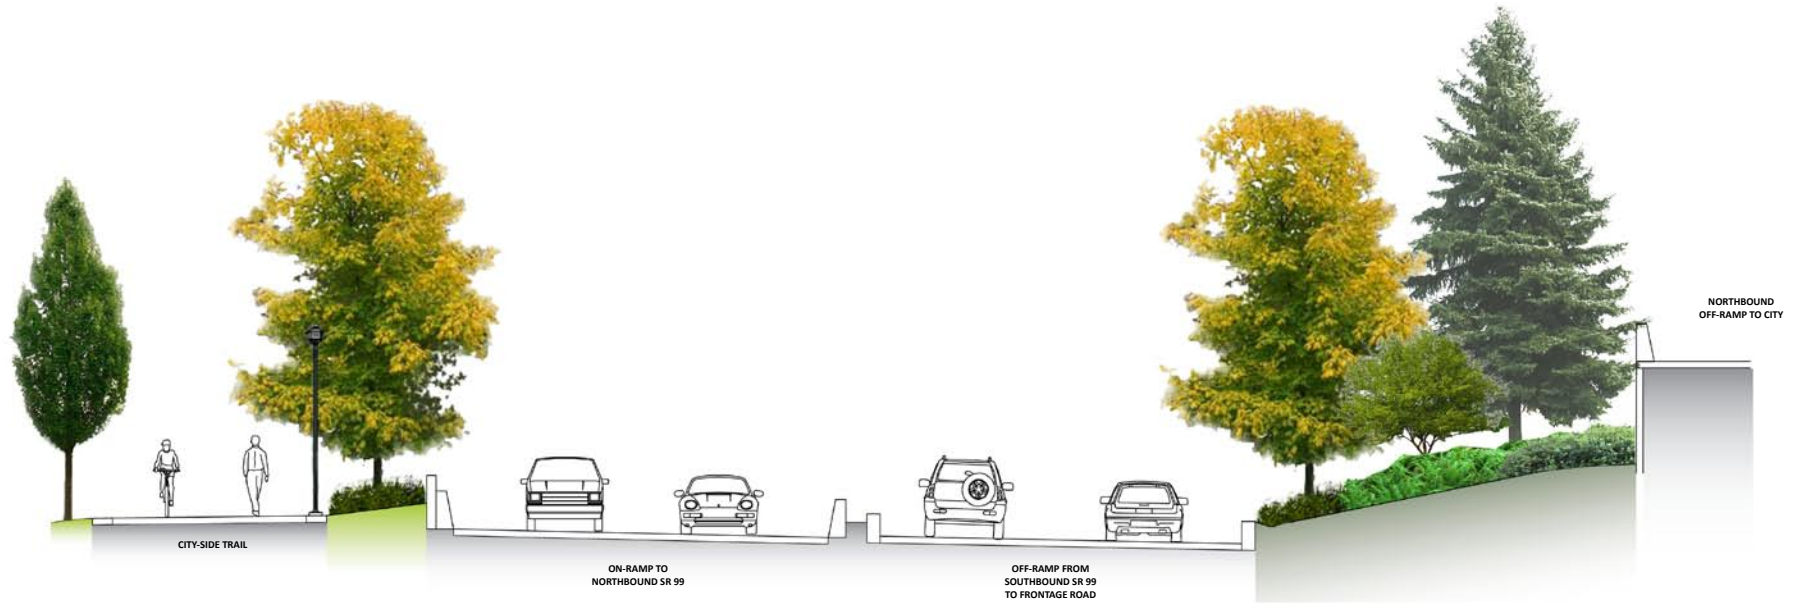 NORTHBOUND
OFF-RAMP TO CITY
CITY-SIDE TRAIL
ON-RAMP TO
NORTHBOUND SR 99
OFF-RAMP FROM
SOUTHBOUND SR 99
TO FRONTAGE ROAD